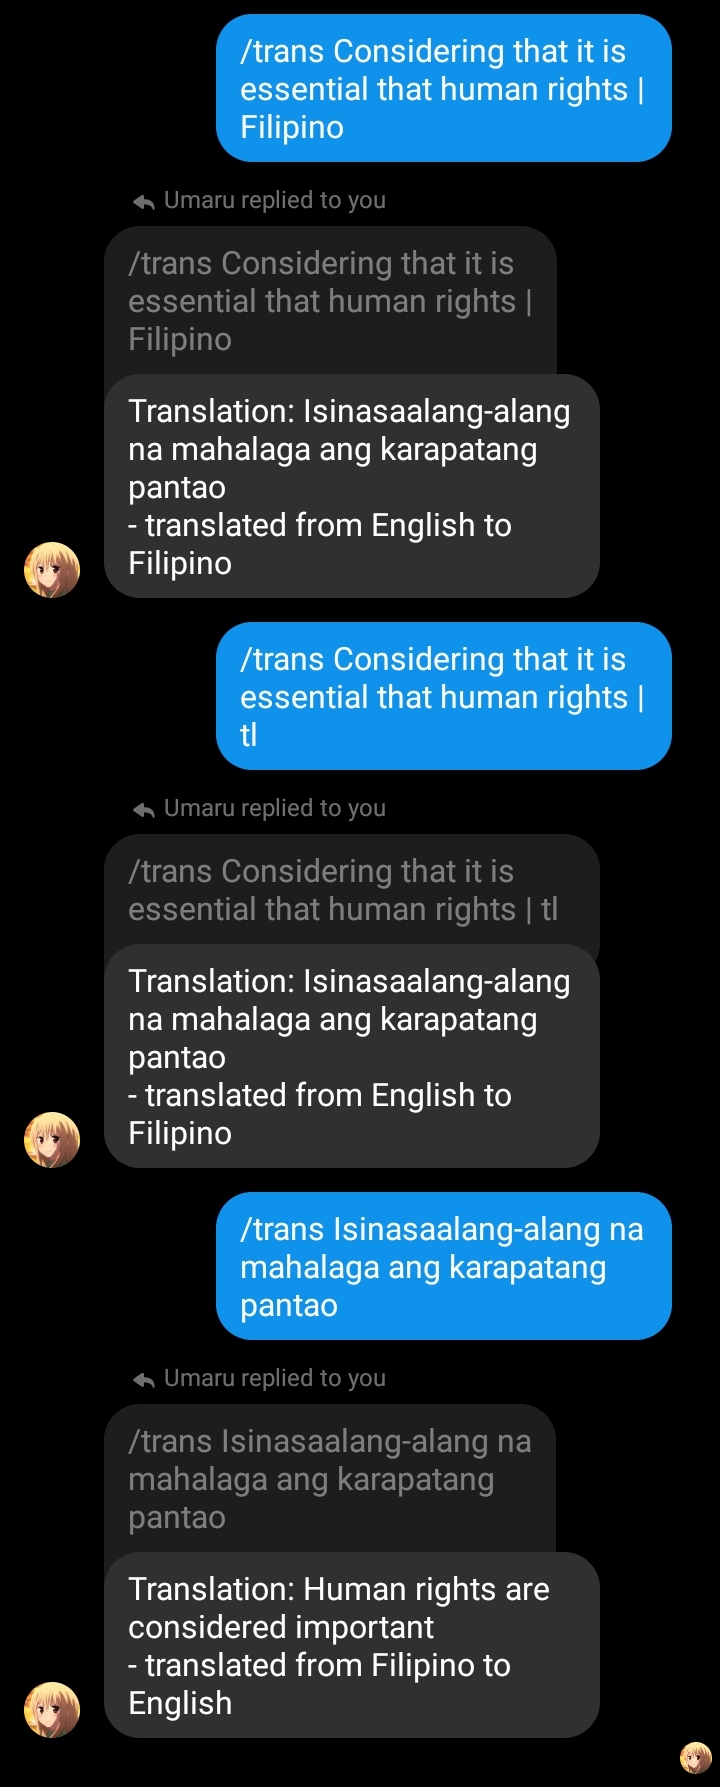 /trans Considering that it is
essential that human rights |
Filipino
Umaru replied to you
/trans Considering that it is
essential that human rights |
Filipino
Translation: Isinasaalang-alang
na mahalaga ang karapatang
pantao
- translated from English to
Filipino
/trans Considering that it is
essential that human rights |
tl
Umaru replied to you
/trans Considering that it is
essential that human rights | tl
Translation: Isinasaalang-alang
na mahalaga ang karapatang
pantao
- translated from English to
Filipino
/trans Isinasaalang-alang na
mahalaga ang karapatang
pantao
Umaru replied to you
/trans Isinasaalang-alang na
mahalaga ang karapatang
pantao
Translation: Human rights are
considered important
- translated from Filipino to
English